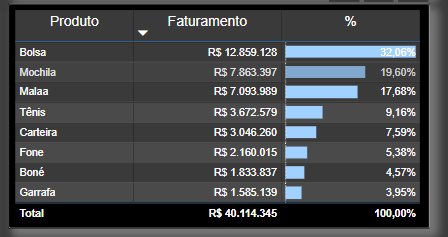 Produto Faturamento %
Bolsa R$ 12.859.128 32,06%
Mochila R$ 7.863.397 19,60%
Malaa R$ 7.093.989 17,68%
Tênis R$ 3.672.579 9,16%
Carteira R$ 3.046.260 7,59%
Fone R$ 2.160.015 5,38%
Boné R$ 1.833.837 4,57%
Garrafa R$ 1.585.139 3,95%
Total R$ 40.114.345 100,00%